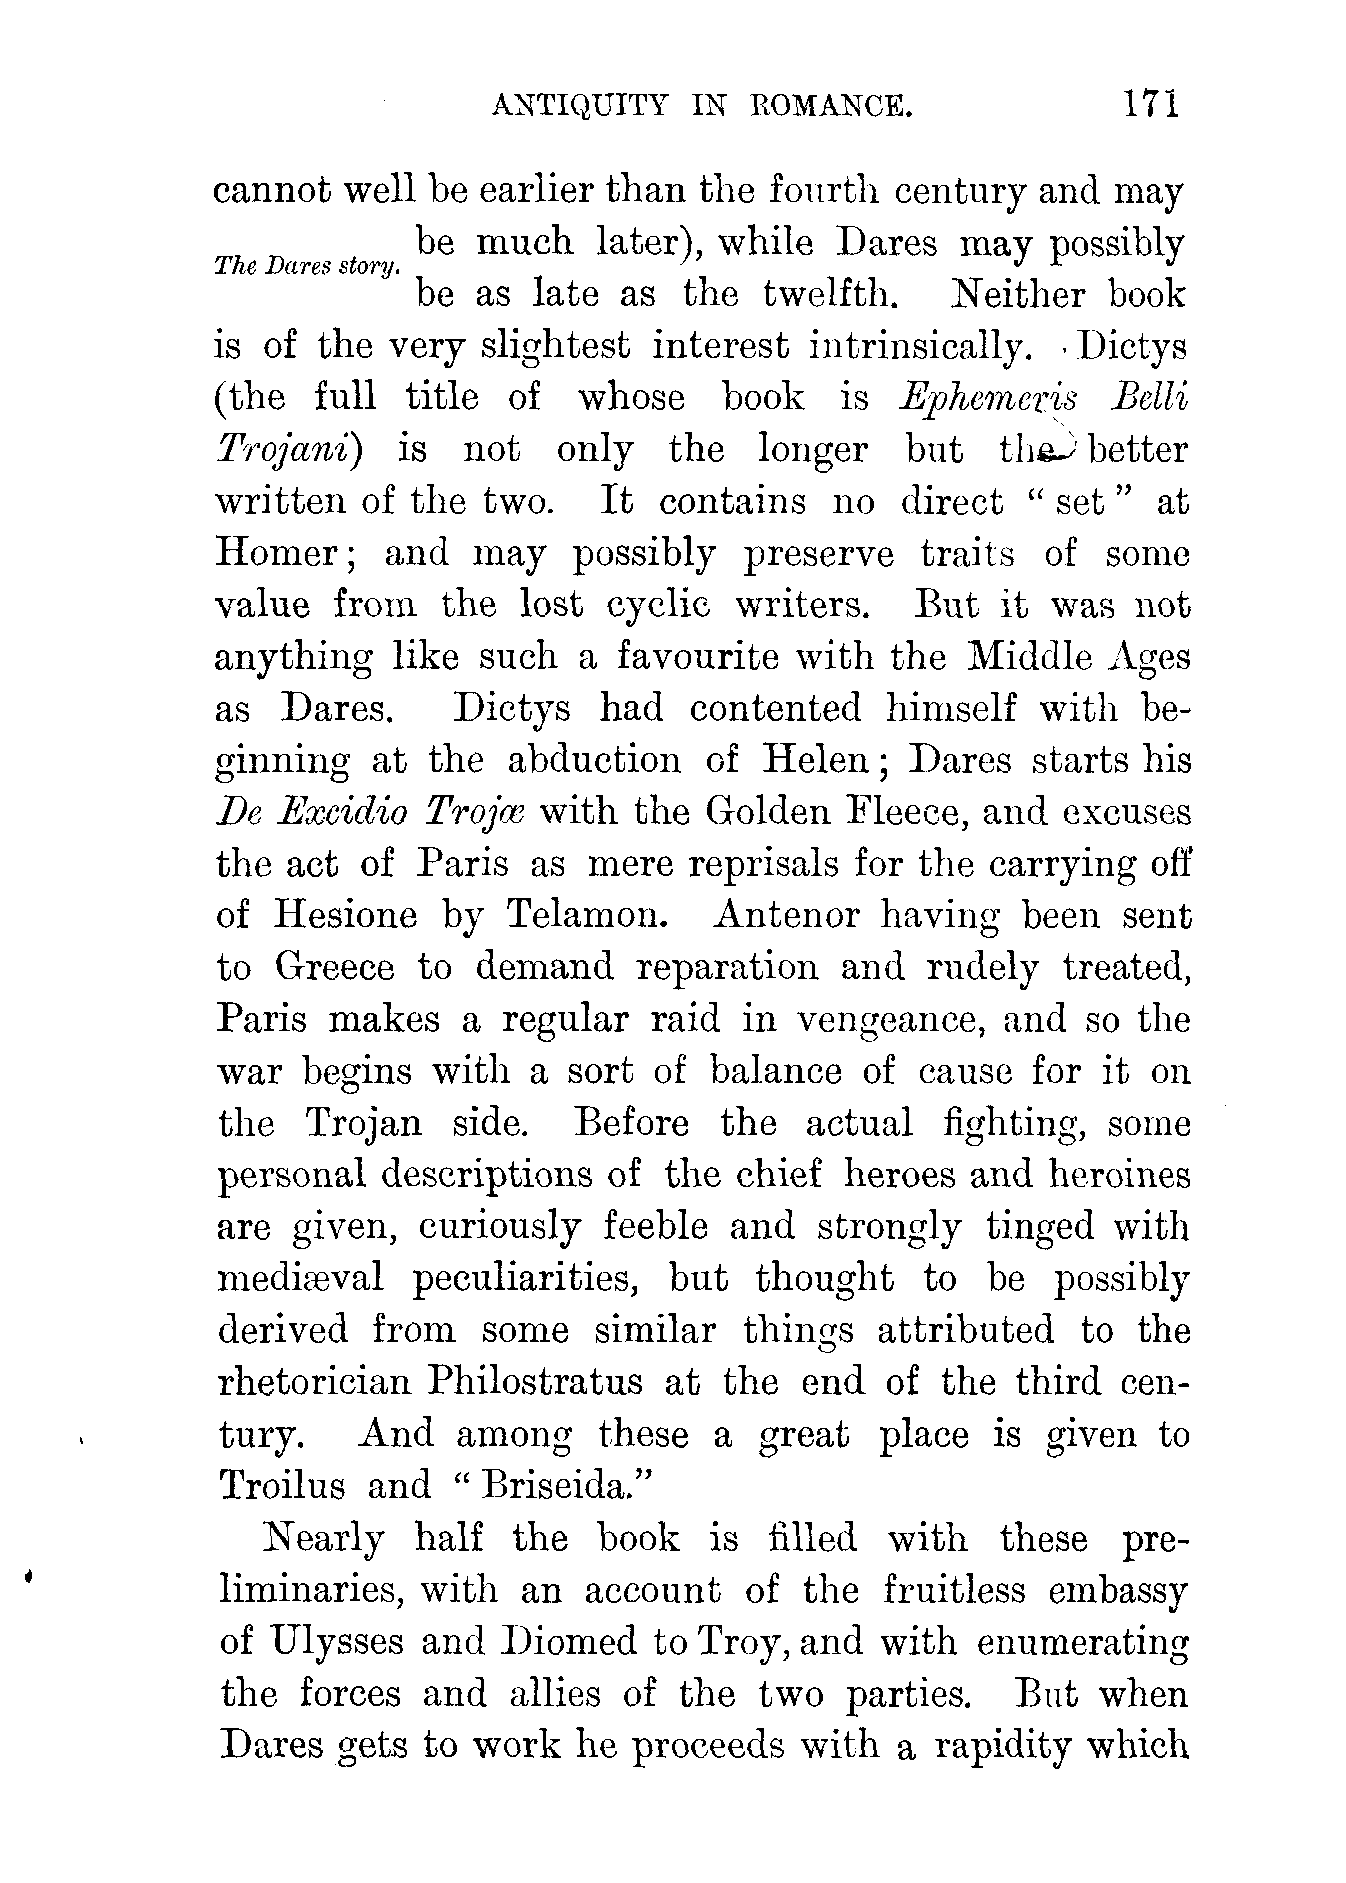 ANTIQUITY IN ROMANCE. 171
cannot well be earlier than the fourth century and may
be much later), while Dares may possibly
The Dares story.
be as late as the twelfth. Neither book
is of the very slightest interest intrinsically. Dictys
(the full title of whose book is Ephemeris Belli
Trojani) is not only the longer but the better
written of the two. It contains no direct “ set ” at
Homer ; and may possibly preserve traits of some
value from the lost cyclic writers. But it was not
anything like such a favourite with the Middle Ages
as Dares. Dictys had contented himself with be-
ginning at the abduction of Helen ; Dares starts his
De Excidio Trojæ with the Golden Fleece, and excuses
the act of Paris as mere reprisals for the carrying off
of Hesione by Telamon. Antenor having been sent
to Greece to demand reparation and rudely treated,
Paris makes a regular raid in vengeance, and so the
war begins with a sort of balance of cause for it on
the Trojan side. Before the actual fighting, some
personal descriptions of the chief heroes and heroines
are given, curiously feeble and strongly tinged with
mediæval peculiarities, but thought to be possibly
derived from some similar things attributed to the
rhetorician Philostratus at the end of the third cen-
tury. And among these a great place is given to
Troilus and “ Briseida.”
Nearly half the book is filled with these pre-
liminaries, with an account of the fruitless embassy
of Ulysses and Diomed to Troy, and with enumerating
the forces and allies of the two parties. But when
Dares gets to work he proceeds with a rapidity which